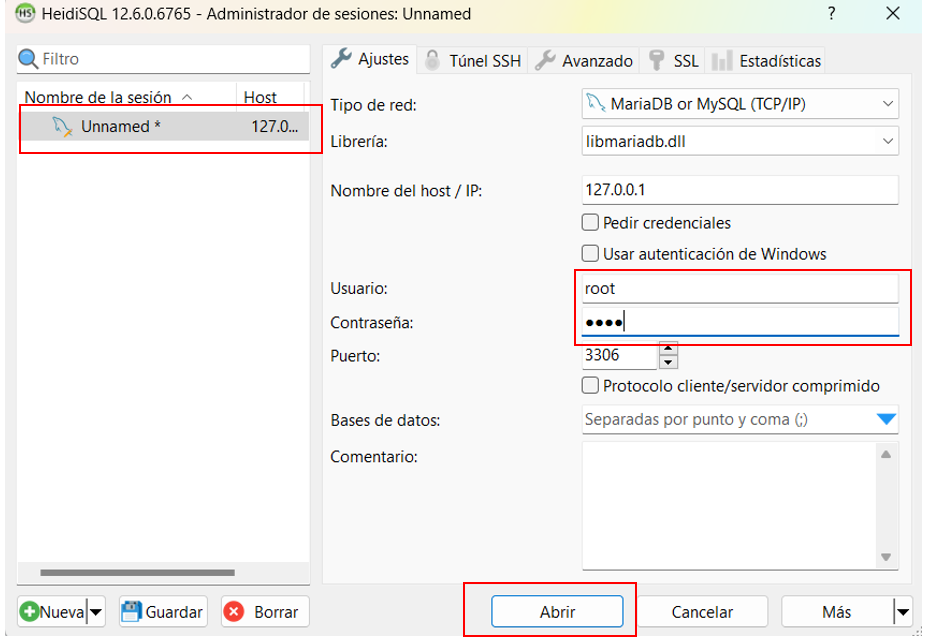 HS HeidiSQL 12.6.0.6765 - Administrador de sesiones: Unnamed ?
Filtro
Nombre de la sesión Host
Unnamed * 127.0...
Ajustes Túnel SSH Avanzado SSL Estadísticas
Tipo de red: MariaDB or MySQL (TCP/IP)
Librería: libmariadb.dll
Nombre del host / IP: 127.0.0.1
Pedir credenciales
Usar autenticación de Windows
Usuario: root
Contraseña: ●●●●
Puerto: 3306
Protocolo cliente/servidor comprimido
Bases de datos: Separadas por punto y coma (;)
Comentario:
Nueva Guardar Borrar Abrir Cancelar Más